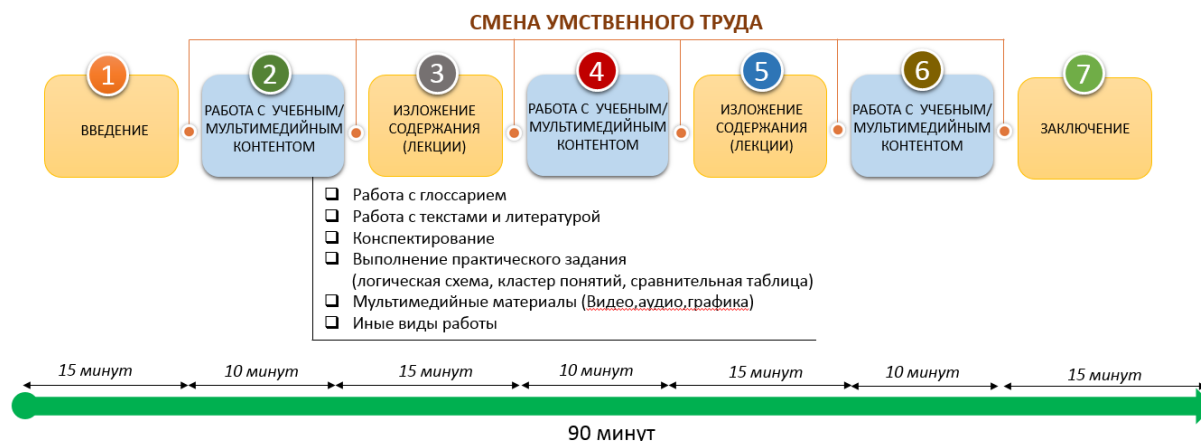 СМЕНА УМСТВЕННОГО ТРУДА
1
ВВЕДЕНИЕ
2
РАБОТА С УЧЕБНЫМ/
МУЛЬТИМЕДИЙНЫМ
КОНТЕНТОМ
3
ИЗЛОЖЕНИЕ
СОДЕРЖАНИЯ
(ЛЕКЦИИ)
4
РАБОТА С УЧЕБНЫМ/
МУЛЬТИМЕДИЙНЫМ
КОНТЕНТОМ
5
ИЗЛОЖЕНИЕ
СОДЕРЖАНИЯ
(ЛЕКЦИИ)
6
РАБОТА С УЧЕБНЫМ/
МУЛЬТИМЕДИЙНЫМ
КОНТЕНТОМ
7
ЗАКЛЮЧЕНИЕ
Работа с глоссарием
Работа с текстами и литературой
Конспектирование
Выполнение практического задания
(логическая схема, кластер понятий, сравнительная таблица)
Мультимедийные материалы (Видео,аудио,графика)
Иные виды работы
15 минут
10 минут
15 минут
10 минут
15 минут
10 минут
15 минут
90 минут